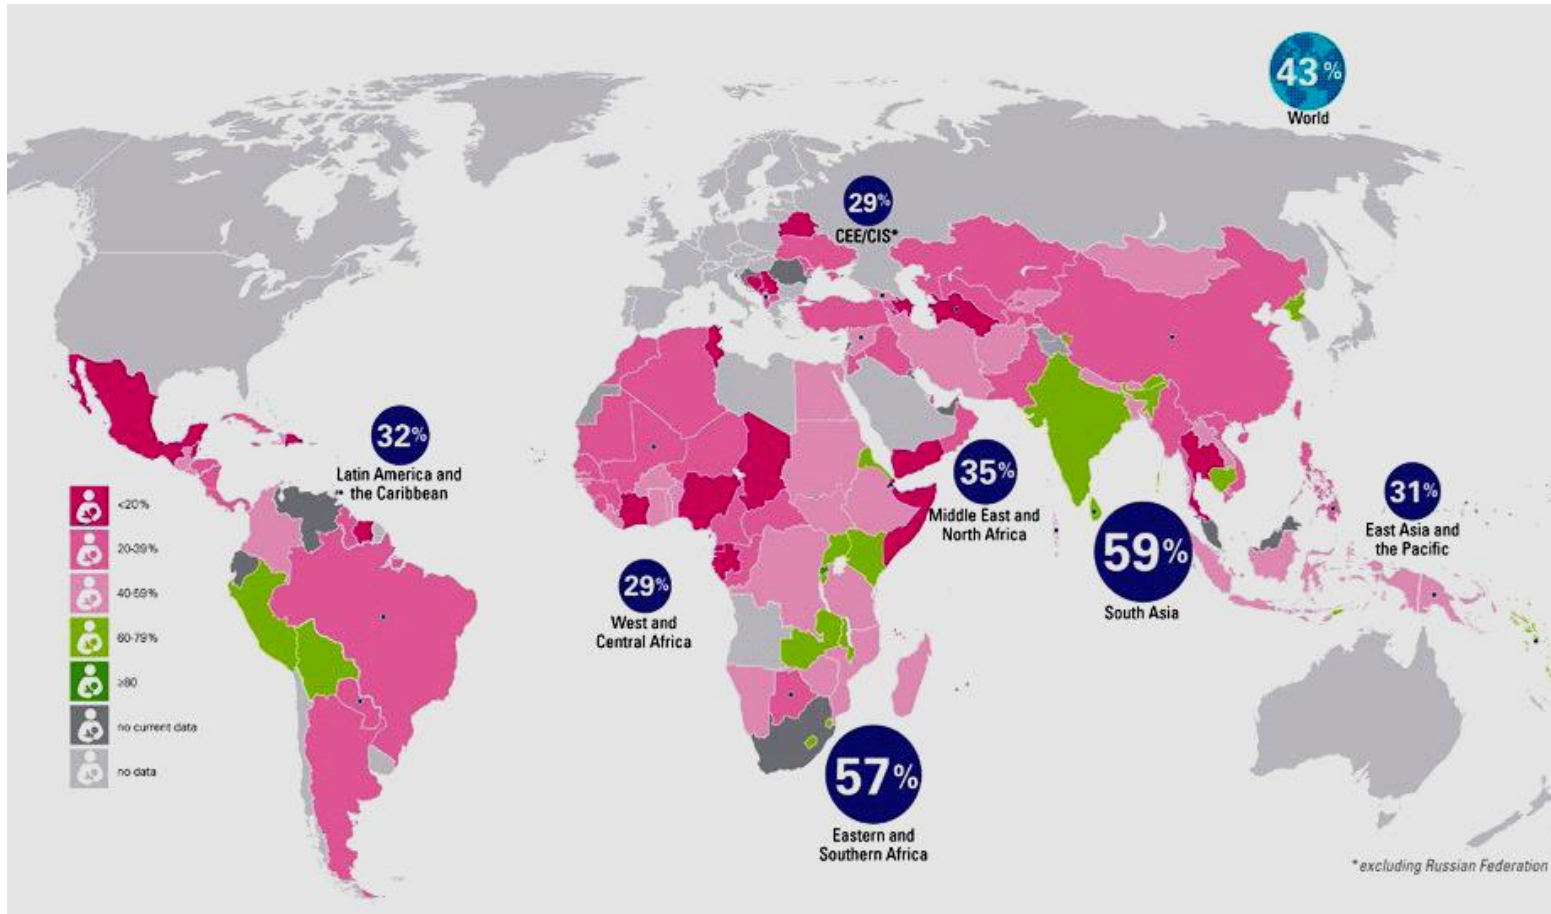 43%
World
29%
CEE/CIS*
32%
Latin America and
the Caribbean
35%
Middle East and
North Africa
31%
East Asia and
the Pacific
59%
South Asia
29%
West and
Central Africa
57%
Eastern and
Southern Africa
<20%
20-39%
40-59%
60-79%
≥80
no current data
no data
*excluding Russian Federation